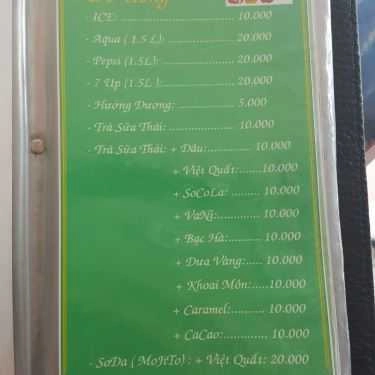 - ICE: ........................................ 10.000
- Aqua ( 1.5 L): ..................... 20.000
- Pepsi (1.5L): ...................... 20.000
- 7 Up (1.5L ): ....................... 20.000
- Hướng Dương: ................ 5.000
- Trà Sữa Thái: ..................... 10.000
- Trà Sữa Thái: + Dâu: .............. 10.000
+ Việt Quất: ....... 10.000
+ SoCoLa: ......... 10.000
+ VaNi: ............. 10.000
+ Bạc Hà: ........... 10.000
+ Dưa Vàng: ..... 10.000
+ Khoai Môn: ..... 10.000
+ Caramel: .......... 10.000
+ CaCao: ............. 10.000
- SoDa ( MoJiTo) : + Việt Quất: 20.000